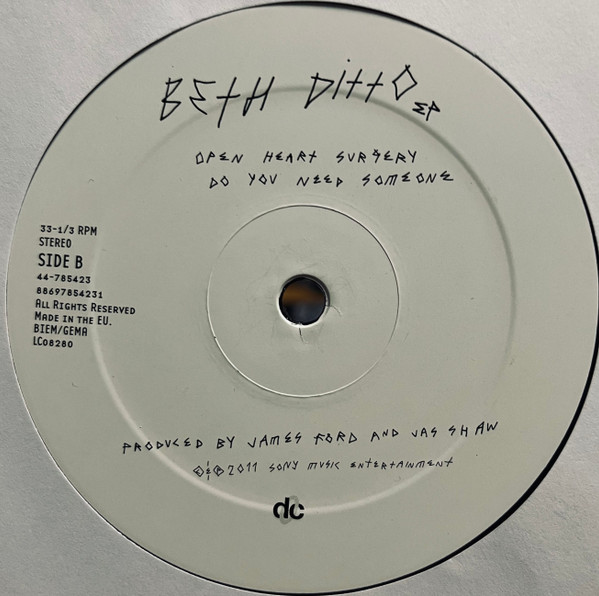 BETH DITTO EP
OPEN HEART SURGERY
DO YOU NEED SOMEONE
33-1/3 RPM
STEREO
SIDE B
44-785423
88697854231
ALL RIGHTS RESERVED
MADE IN THE EU.
BIEM/GEMA
LC08280
PRODUCED BY JAMES FORD AND JAS SHAW
©&℗ 2011 SONY MUSIC ENTERTAINMENT
dc